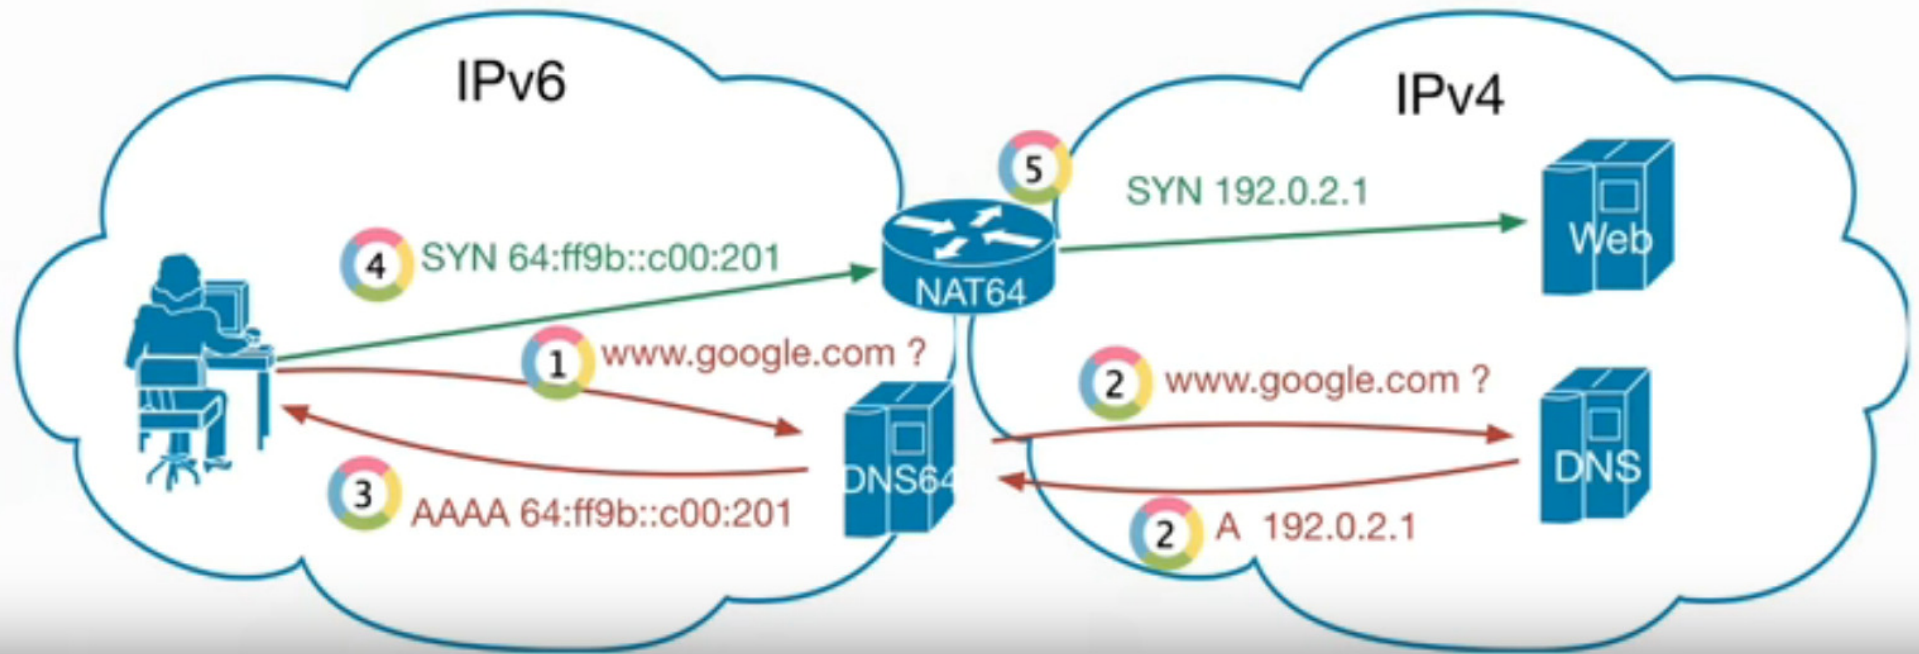 IPv6
IPv4
5
SYN 192.0.2.1
Web
4
SYN 64:ff9b::c00:201
NAT64
1
www.google.com ?
2
www.google.com ?
DNS64
DNS
3
AAAA 64:ff9b::c00:201
2
A 192.0.2.1